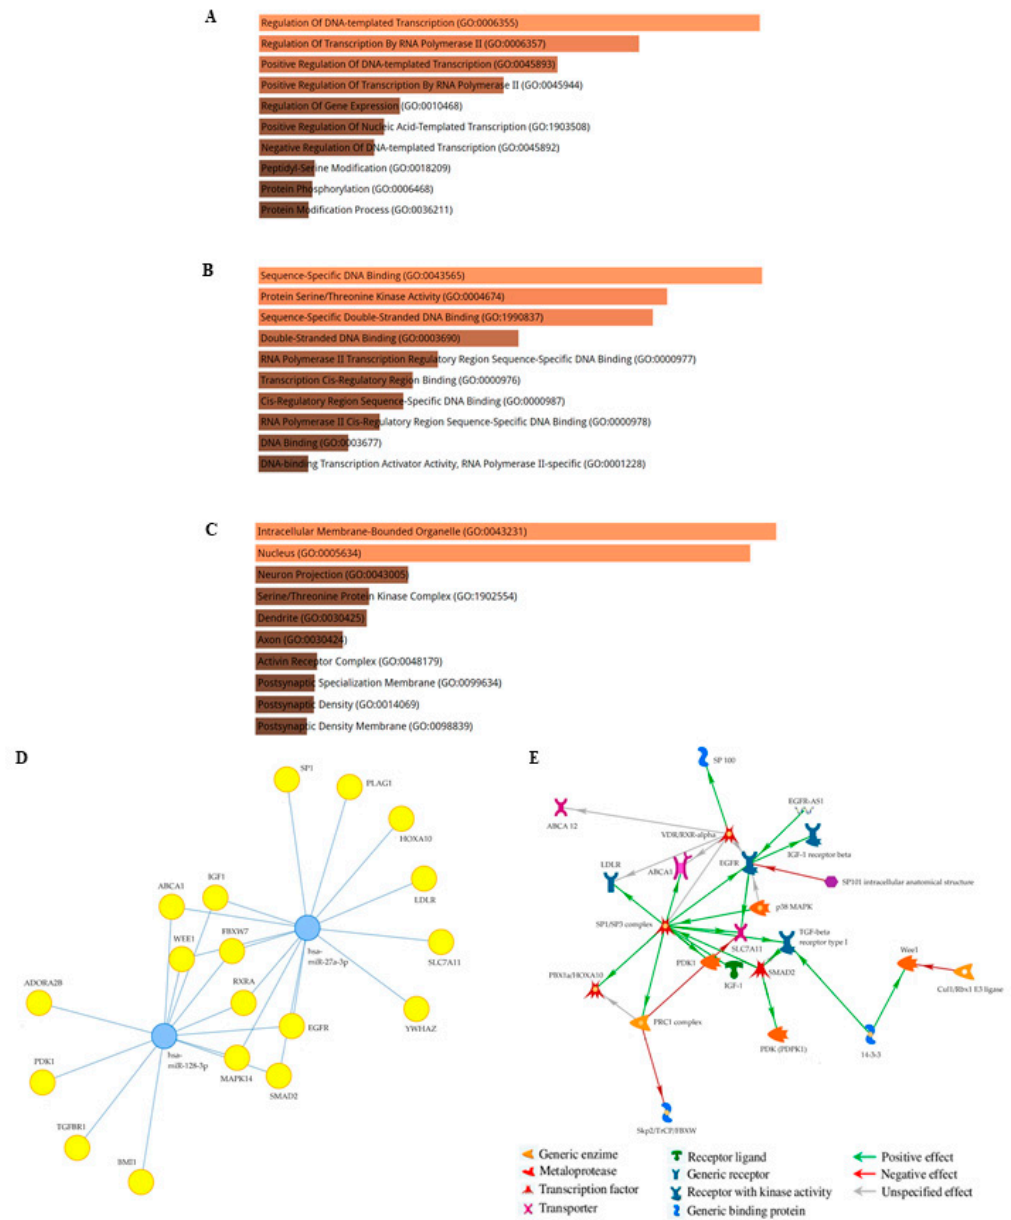 A
Regulation Of DNA-templated Transcription (GO:0006355)
Regulation Of Transcription By RNA Polymerase II (GO:0006357)
Positive Regulation Of DNA-templated Transcription (GO:0045893)
Positive Regulation Of Transcription By RNA Polymerase II (GO:0045944)
Regulation Of Gene Expression (GO:0010468)
Positive Regulation Of Nucleic Acid-Templated Transcription (GO:1903508)
Negative Regulation Of DNA-templated Transcription (GO:0045892)
Peptidyl-Serine Modification (GO:0018209)
Protein Phosphorylation (GO:0006468)
Protein Modification Process (GO:0036211)
B
Sequence-Specific DNA Binding (GO:0043565)
Protein Serine/Threonine Kinase Activity (GO:0004674)
Sequence-Specific Double-Stranded DNA Binding (GO:1990837)
Double-Stranded DNA Binding (GO:0003690)
RNA Polymerase II Transcription Regulatory Region Sequence-Specific DNA Binding (GO:0000977)
Transcription Cis-Regulatory Region Binding (GO:0000976)
Cis-Regulatory Region Sequence-Specific DNA Binding (GO:0000987)
RNA Polymerase II Cis-Regulatory Region Sequence-Specific DNA Binding (GO:0000978)
DNA Binding (GO:0003677)
DNA-binding Transcription Activator Activity, RNA Polymerase II-specific (GO:0001228)
C
Intracellular Membrane-Bounded Organelle (GO:0043231)
Nucleus (GO:0005634)
Neuron Projection (GO:0043005)
Serine/Threonine Protein Kinase Complex (GO:1902554)
Dendrite (GO:0030425)
Axon (GO:0030424)
Activin Receptor Complex (GO:0048179)
Postsynaptic Specialization Membrane (GO:0099634)
Postsynaptic Density (GO:0014069)
Postsynaptic Density Membrane (GO:0098839)
D
SP1
PLAG1
HOXA10
LDLR
SLC7A11
YWHAZ
hsa-
miR-27a-3p
IGF1
ABCA1
WEE1
FBXW7
RXRA
EGFR
ADORA2B
hsa-
miR-128-3p
MAPK14
SMAD2
PDK1
TGFBR1
BMI1
E
SP 100
ABCA 12
EGFR-AS1
VDR/RXR-alpha
IGF-1 receptor beta
LDLR
ABCA1
EGFR
SP101 intracellular anatomical structure
p38 MAPK
SP1/SP3 complex
SLC7A11
TGF-beta
receptor type I
PDK1
IGF-1
SMAD2
Wee1
Cul1/Rbx1 E3 ligase
PBX1a/HOXA10
PRC1 complex
PDK (PDPK1)
14-3-3
Skp2/TrCP/FBXW
Generic enzime
Metaloprotease
Transcription factor
Transporter
Receptor ligand
Generic receptor
Receptor with kinase activity
Generic binding protein
Positive effect
Negative effect
Unspecified effect